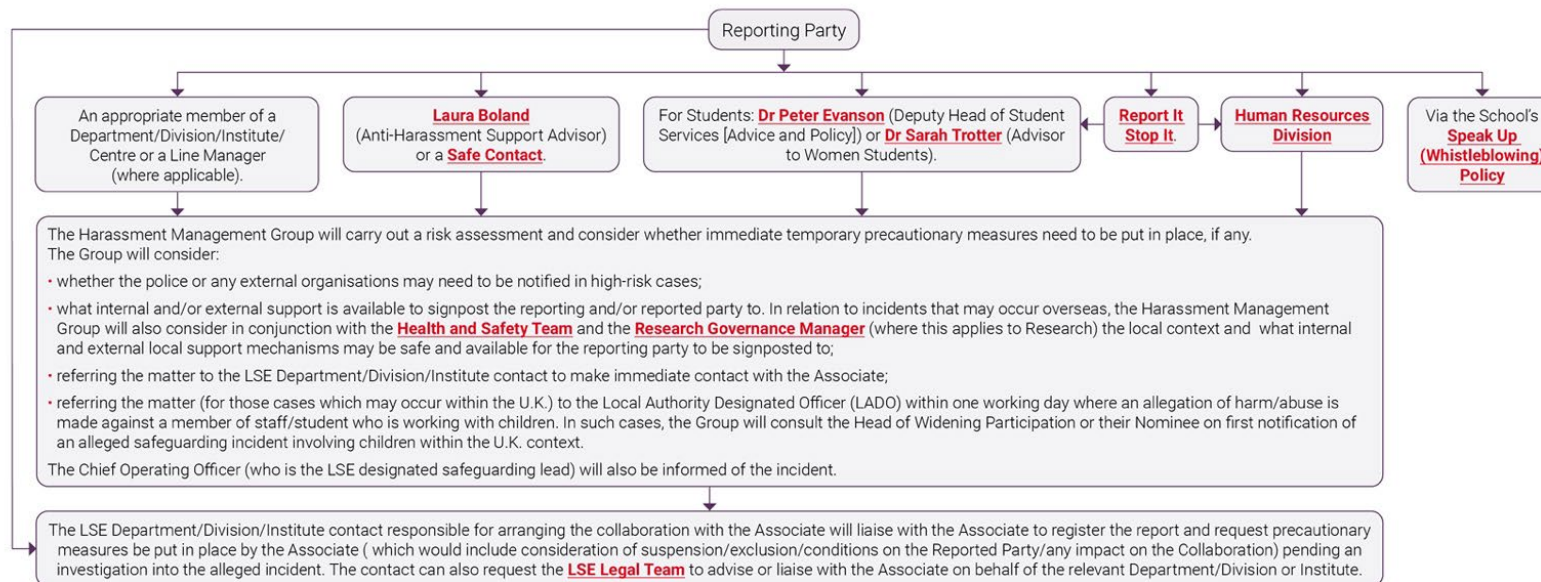 Reporting Party
An appropriate member of a
Department/Division/Institute/
Centre or a Line Manager
(where applicable).
Laura Boland
(Anti-Harassment Support Advisor)
or a Safe Contact.
For Students: Dr Peter Evanson (Deputy Head of Student
Services [Advice and Policy]) or Dr Sarah Trotter (Advisor
to Women Students).
Report It
Stop It.
Human Resources
Division
Via the School's
Speak Up
(Whistleblowing)
Policy
The Harassment Management Group will carry out a risk assessment and consider whether immediate temporary precautionary measures need to be put in place, if any.
The Group will consider:
• whether the police or any external organisations may need to be notified in high-risk cases;
• what internal and/or external support is available to signpost the reporting and/or reported party to. In relation to incidents that may occur overseas, the Harassment Management
Group will also consider in conjunction with the Health and Safety Team and the Research Governance Manager (where this applies to Research) the local context and what internal
and external local support mechanisms may be safe and available for the reporting party to be signposted to;
• referring the matter to the LSE Department/Division/Institute contact to make immediate contact with the Associate;
• referring the matter (for those cases which may occur within the U.K.) to the Local Authority Designated Officer (LADO) within one working day where an allegation of harm/abuse is
made against a member of staff/student who is working with children. In such cases, the Group will consult the Head of Widening Participation or their Nominee on first notification of
an alleged safeguarding incident involving children within the U.K. context.
The Chief Operating Officer (who is the LSE designated safeguarding lead) will also be informed of the incident.
The LSE Department/Division/Institute contact responsible for arranging the collaboration with the Associate will liaise with the Associate to register the report and request precautionary
measures be put in place by the Associate ( which would include consideration of suspension/exclusion/conditions on the Reported Party/any impact on the Collaboration) pending an
investigation into the alleged incident. The contact can also request the LSE Legal Team to advise or liaise with the Associate on behalf of the relevant Department/Division or Institute.